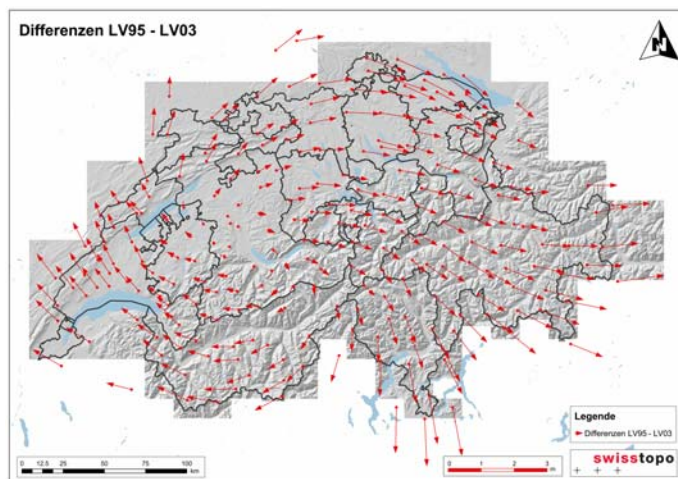 Differenzen LV95 - LV03
N
Legende
Differenzen LV95 - LV03
0 12.5 25 50 75 100
km
0 1 2 3
m
swisstopo